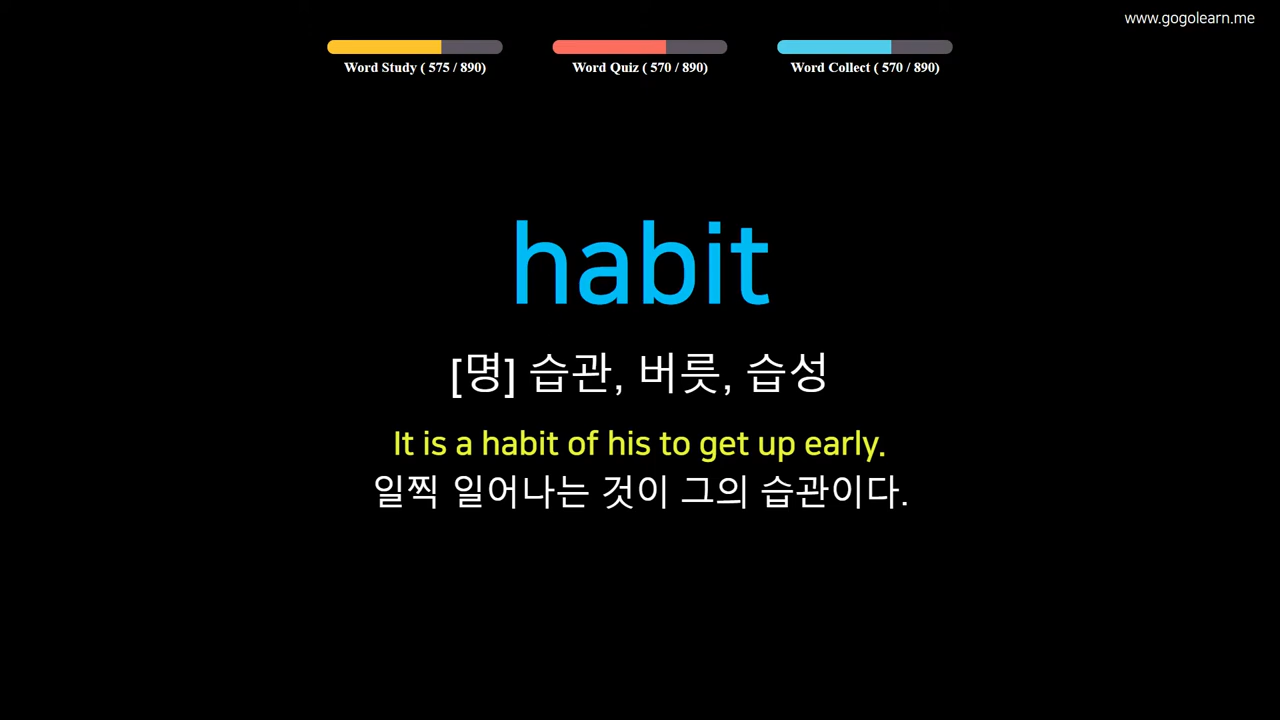 www.gogolearn.me
Word Study ( 575 / 890)
Word Quiz ( 570 / 890)
Word Collect ( 570 / 890)
habit
[명] 습관, 버릇, 습성
It is a habit of his to get up early.
일찍 일어나는 것이 그의 습관이다.